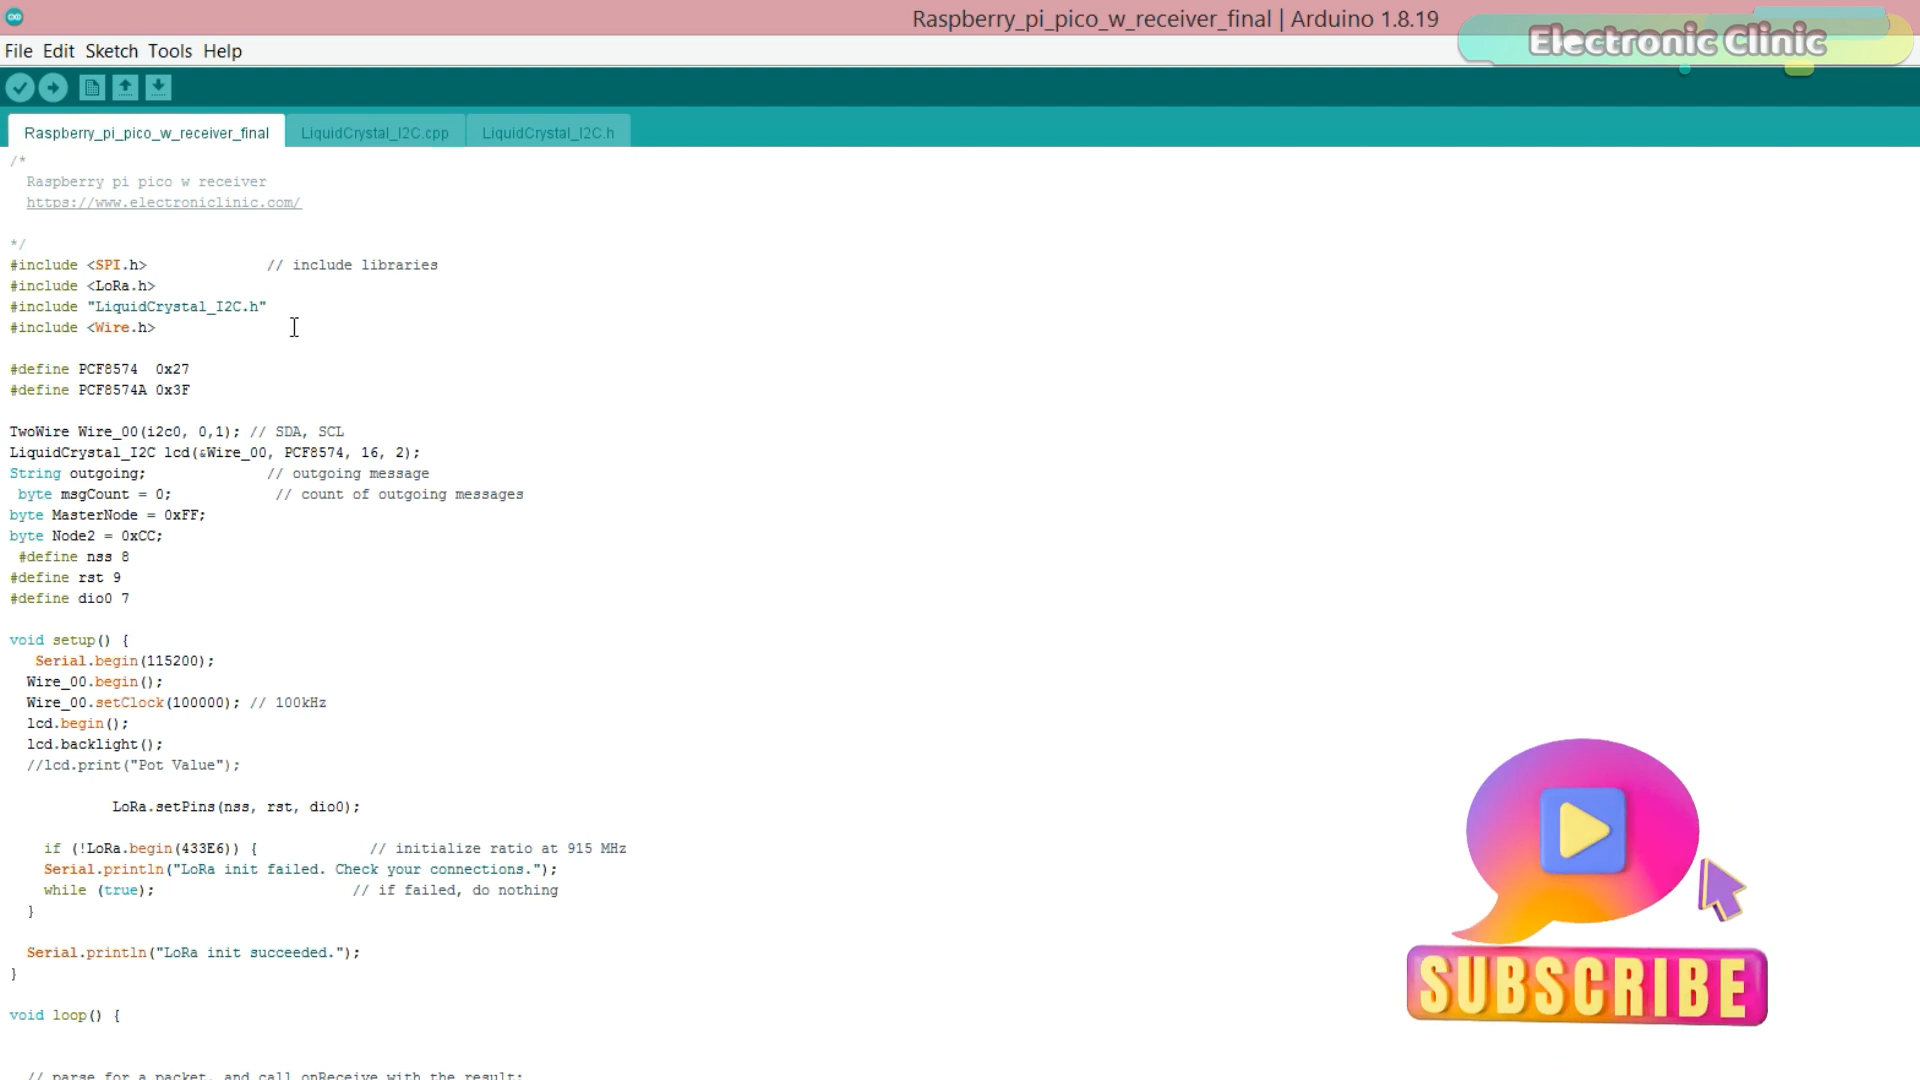 Raspberry_pi_pico_w_receiver_final | Arduino 1.8.19
Electronic Clinic
File Edit Sketch Tools Help
Raspberry_pi_pico_w_receiver_final LiquidCrystal_I2C.cpp LiquidCrystal_I2C.h
/*
  Raspberry pi pico w receiver
  https://www.electroniclinic.com/
*/
#include <SPI.h>              // include libraries
#include <LoRa.h>
#include "LiquidCrystal_I2C.h"
#include <Wire.h>
#define PCF8574  0x27
#define PCF8574A 0x3F
TwoWire Wire_00(i2c0, 0,1); // SDA, SCL
LiquidCrystal_I2C lcd(&Wire_00, PCF8574, 16, 2);
String outgoing;              // outgoing message
 byte msgCount = 0;            // count of outgoing messages
byte MasterNode = 0xFF;
byte Node2 = 0xCC;
 #define nss 8
#define rst 9
#define dio0 7
void setup() {
   Serial.begin(115200);
  Wire_00.begin();
  Wire_00.setClock(100000); // 100kHz
  lcd.begin();
  lcd.backlight();
  //lcd.print("Pot Value");
            LoRa.setPins(nss, rst, dio0);
    if (!LoRa.begin(433E6)) {             // initialize ratio at 915 MHz
    Serial.println("LoRa init failed. Check your connections.");
    while (true);                       // if failed, do nothing
  }
  Serial.println("LoRa init succeeded.");
}
void loop() {
  // parse for a packet, and call onReceive with the result:
SUBSCRIBE